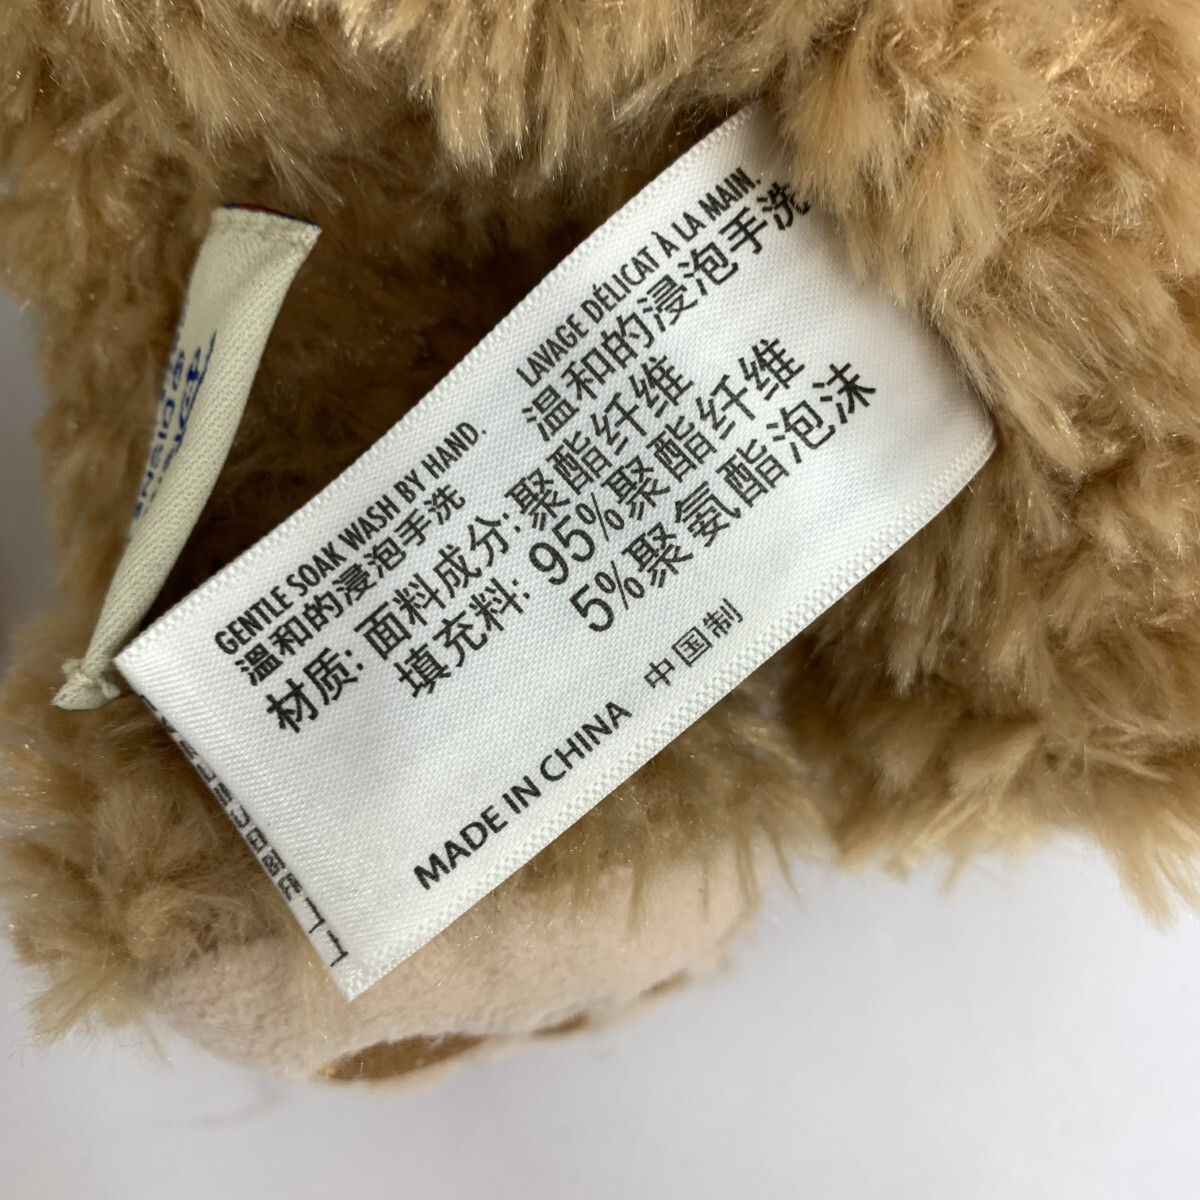 GENTLE SOAK WASH BY HAND. LAVAGE DÉLICAT À LA MAIN.
溫和的浸泡手洗 溫和的浸泡手洗
材质: 面料成分:聚酯纤维
填充料: 95%聚酯纤维
5%聚氨酯泡沫
MADE IN CHINA 中国制